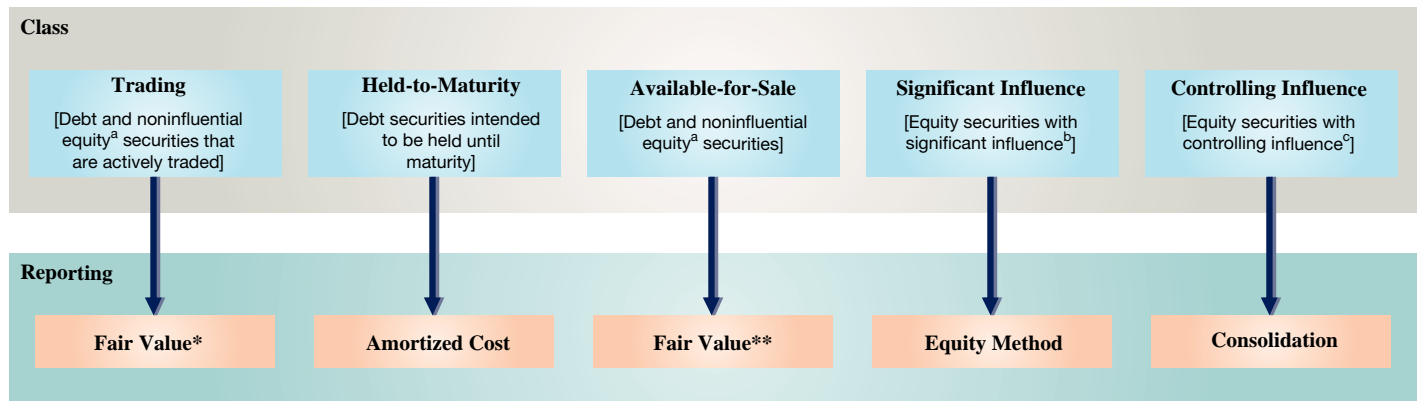 Class
Trading
[Debt and noninfluential
equityᵃ securities that
are actively traded]
Held-to-Maturity
[Debt securities intended
to be held until
maturity]
Available-for-Sale
[Debt and noninfluential
equityᵃ securities]
Significant Influence
[Equity securities with
significant influenceᵇ]
Controlling Influence
[Equity securities with
controlling influenceᶜ]
Reporting
Fair Value*
Amortized Cost
Fair Value**
Equity Method
Consolidation